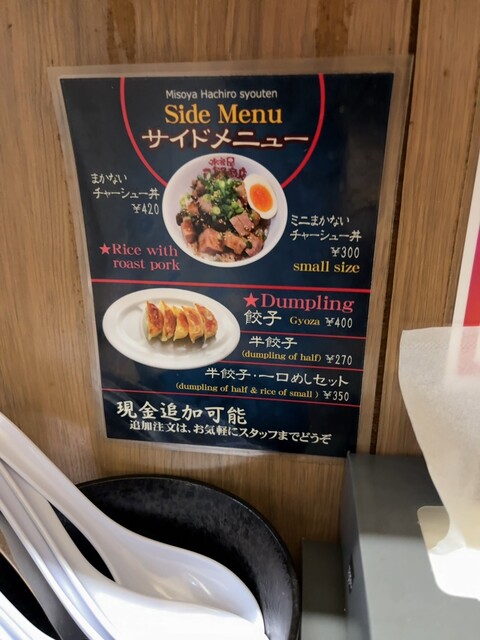 Misoya Hachiro syouten
Side Menu
サイドメニュー
まかない
チャーシュー丼
¥420
ミニまかない
チャーシュー丼
¥300
small size
★Rice with
roast pork
★Dumpling
餃子 Gyoza ¥400
半餃子
(dumpling of half) ¥270
半餃子・一口めしセット
(dumpling of half & rice of small) ¥350
現金追加可能
追加注文は、お気軽にスタッフまでどうぞ